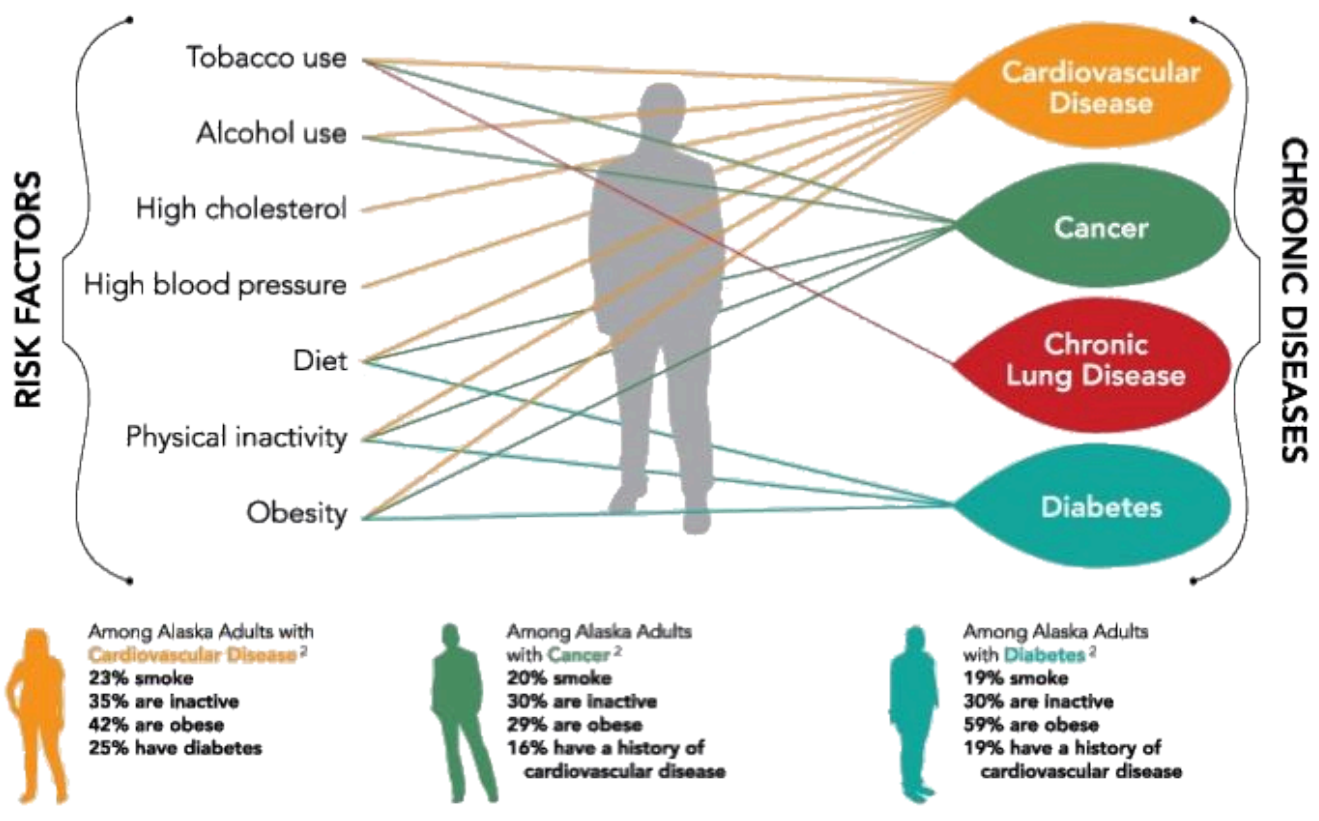 RISK FACTORS
Tobacco use
Alcohol use
High cholesterol
High blood pressure
Diet
Physical inactivity
Obesity
Cardiovascular
Disease
Cancer
Chronic
Lung Disease
Diabetes
CHRONIC DISEASES
Among Alaska Adults with
Cardiovascular Disease 2
23% smoke
35% are inactive
42% are obese
25% have diabetes
Among Alaska Adults
with Cancer 2
20% smoke
30% are inactive
29% are obese
16% have a history of
cardiovascular disease
Among Alaska Adults
with Diabetes 2
19% smoke
30% are inactive
59% are obese
19% have a history of
cardiovascular disease